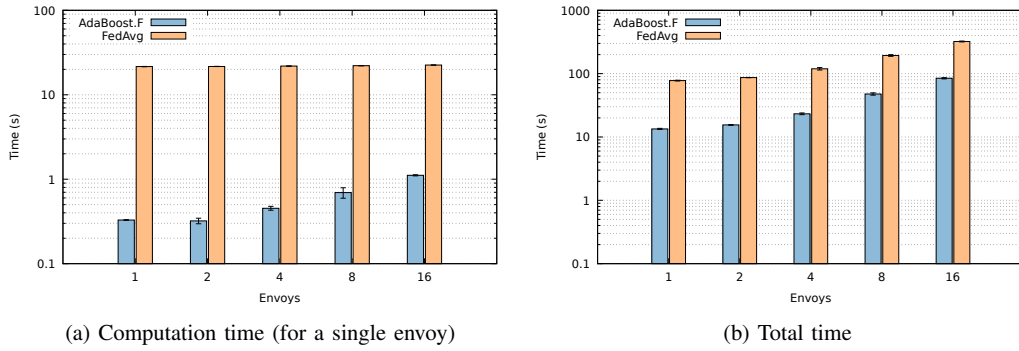 100
10
1
0.1
Time (s)
AdaBoost.F
FedAvg
1 2 4 8 16
Envoys
(a) Computation time (for a single envoy)
1000
100
10
1
0.1
Time (s)
AdaBoost.F
FedAvg
1 2 4 8 16
Envoys
(b) Total time